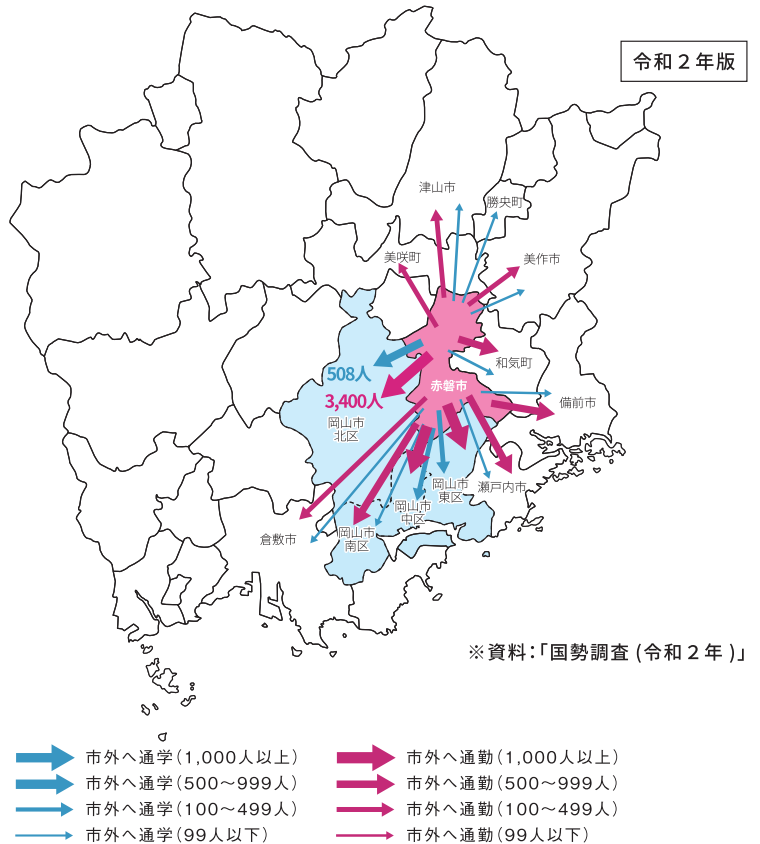 令和２年版
津山市
勝央町
美咲町
美作市
和気町
508人
3,400人
赤磐市
備前市
岡山市
北区
岡山市
東区
瀬戸内市
岡山市
中区
倉敷市
岡山市
南区
※資料：｢国勢調査(令和２年)｣
市外へ通学（1,000人以上）
市外へ通勤（1,000人以上）
市外へ通学（500～999人）
市外へ通勤（500～999人）
市外へ通学（100～499人）
市外へ通勤（100～499人）
市外へ通学（99人以下）
市外へ通勤（99人以下）